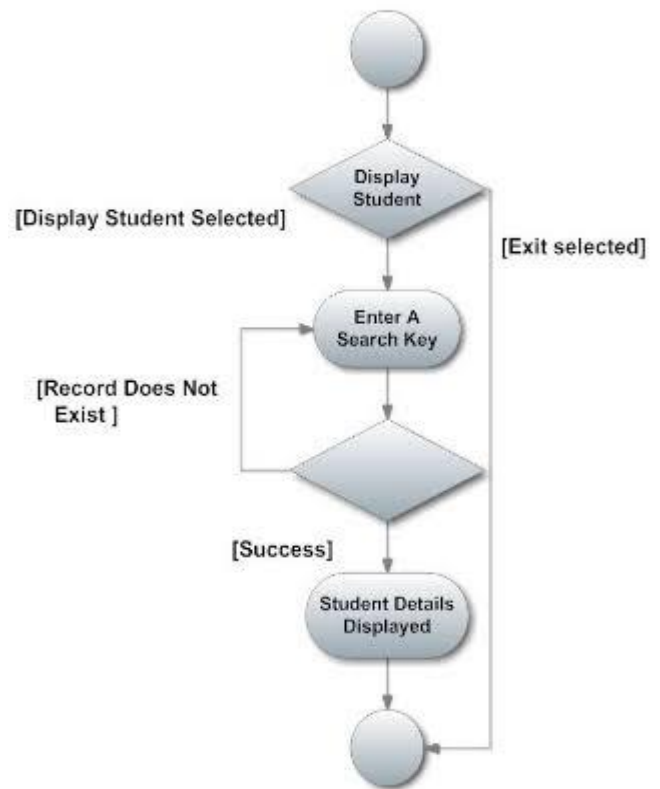 Display
Student
[Display Student Selected]
[Exit selected]
Enter A
Search Key
[Record Does Not
Exist ]
[Success]
Student Details
Displayed